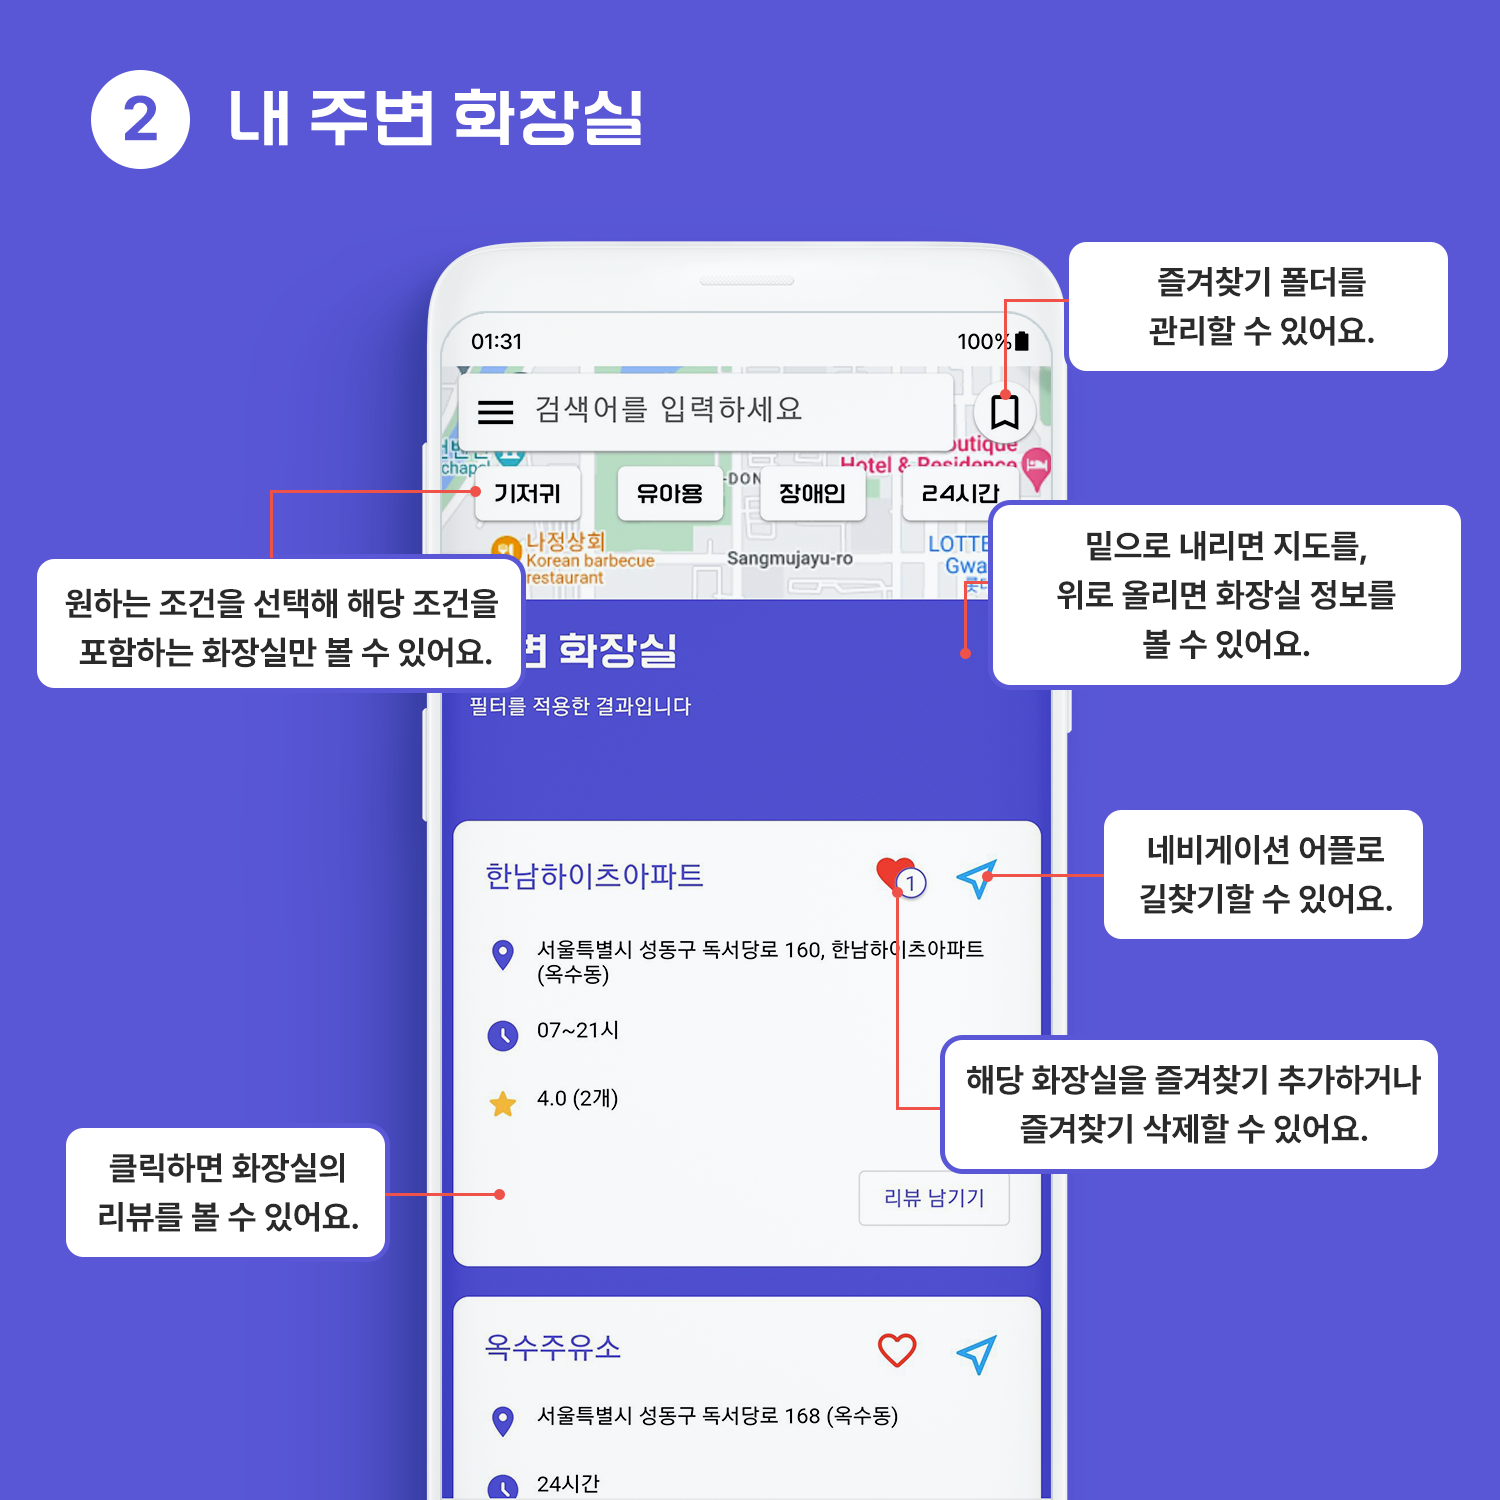 2 내 주변 화장실
즐겨찾기 폴더를
관리할 수 있어요.
01:31
100%
검색어를 입력하세요
outique
Hotel & Residence
chapel
기저귀
유아용
-DON
장애인
24시간
나정상회
Korean barbecue
restaurant
Sangmujayu-ro
LOTTE
Gwa
원하는 조건을 선택해 해당 조건을
포함하는 화장실만 볼 수 있어요.
밑으로 내리면 지도를,
위로 올리면 화장실 정보를
볼 수 있어요.
변 화장실
필터를 적용한 결과입니다
한남하이츠아파트
1
네비게이션 어플로
길찾기할 수 있어요.
서울특별시 성동구 독서당로 160, 한남하이츠아파트
(옥수동)
07~21시
4.0 (2개)
해당 화장실을 즐겨찾기 추가하거나
즐겨찾기 삭제할 수 있어요.
클릭하면 화장실의
리뷰를 볼 수 있어요.
리뷰 남기기
옥수주유소
서울특별시 성동구 독서당로 168 (옥수동)
24시간